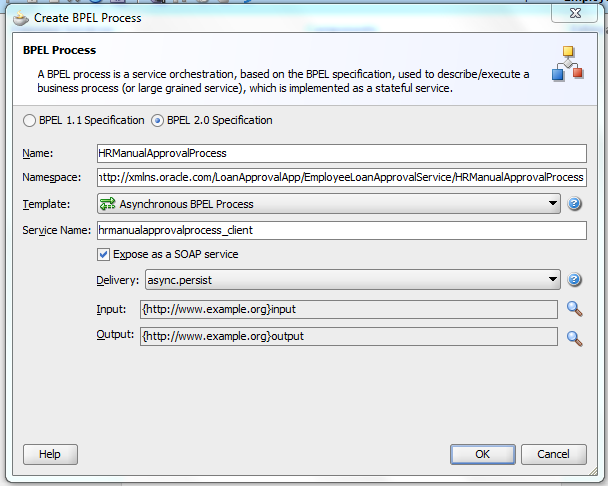 Create BPEL Process
BPEL Process
A BPEL process is a service orchestration, based on the BPEL specification, used to describe/execute a
business process (or large grained service), which is implemented as a stateful service.
BPEL 1.1 Specification BPEL 2.0 Specification
Name: HRManualApprovalProcess
Namespace: http://xmlns.oracle.com/LoanApprovalApp/EmployeeLoanApprovalService/HRManualApprovalProcess
Template: Asynchronous BPEL Process
Service Name: hrmanualapprovalprocess_client
Expose as a SOAP service
Delivery: async.persist
Input: {http://www.example.org}input
Output: {http://www.example.org}output
Help OK Cancel